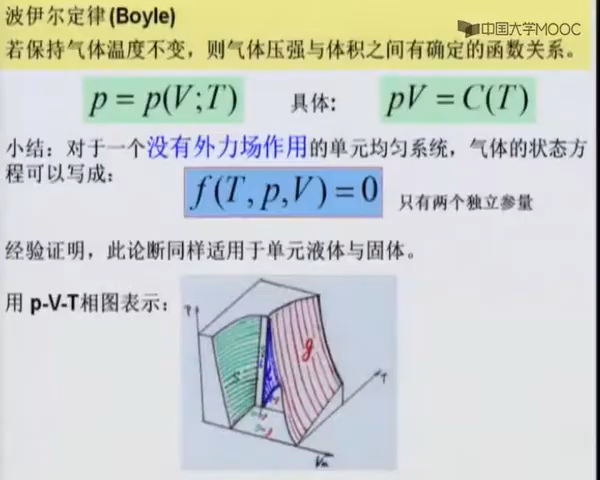 波伊尔定律(Boyle)
中国大学MOOC
若保持气体温度不变，则气体压强与体积之间有确定的函数关系。
p = p(V;T) 具体: pV = C(T)
小结：对于一个没有外力场作用的单元均匀系统，气体的状态方
程可以写成：
f(T, p,V) = 0 只有两个独立参量
经验证明，此论断同样适用于单元液体与固体。
用 p-V-T相图表示：
P
S
g
T
Vm